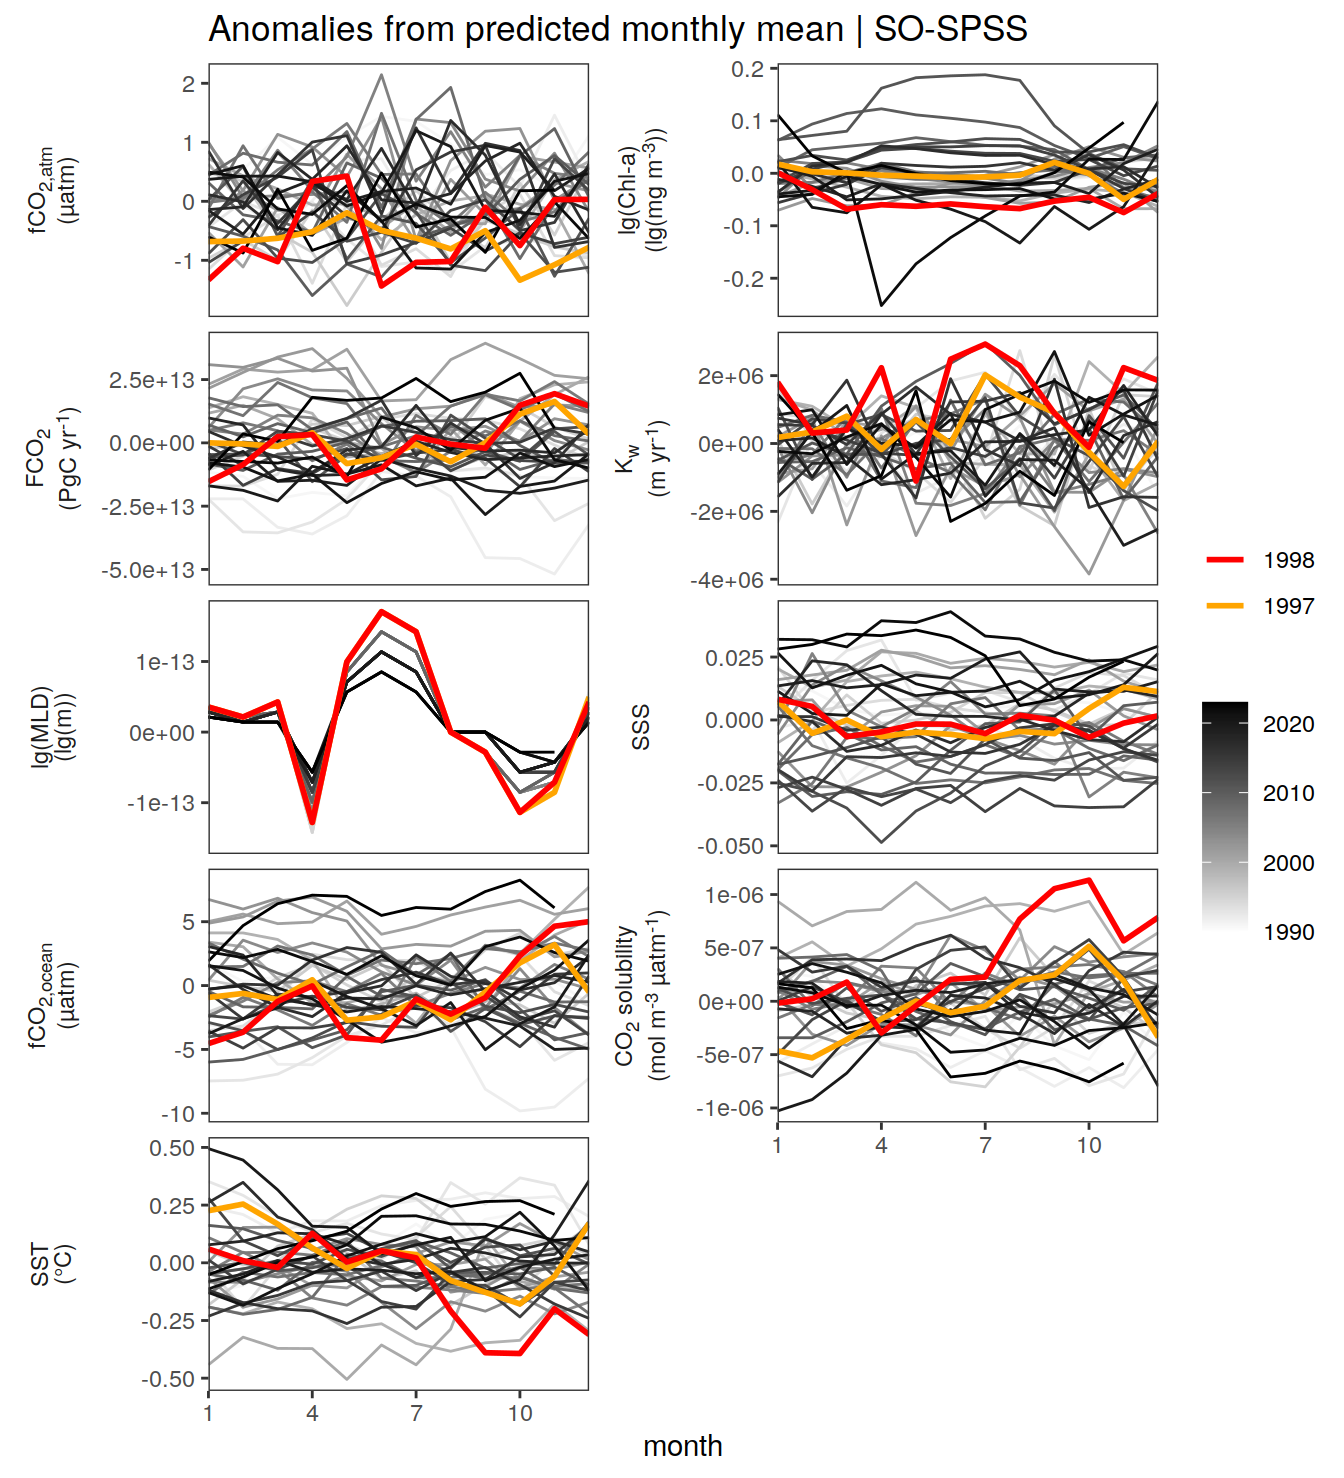 Anomalies from predicted monthly mean | SO-SPSS
fCO2,atm
(µatm)
2
1
0
-1
lg(Chl-a)
(lg(mg m-3))
0.2
0.1
0.0
-0.1
-0.2
FCO2
(PgC yr-1)
2.5e+13
0.0e+00
-2.5e+13
-5.0e+13
Kw
(m yr-1)
2e+06
0e+00
-2e+06
-4e+06
lg(MLD)
(lg(m))
1e-13
0e+00
-1e-13
SSS
0.025
0.000
-0.025
-0.050
fCO2,ocean
(µatm)
5
0
-5
-10
CO2 solubility
(mol m-3 µatm-1)
1e-06
5e-07
0e+00
-5e-07
-1e-06
1 4 7 10
SST
(°C)
0.50
0.25
0.00
-0.25
-0.50
1 4 7 10
month
1998
1997
2020
2010
2000
1990